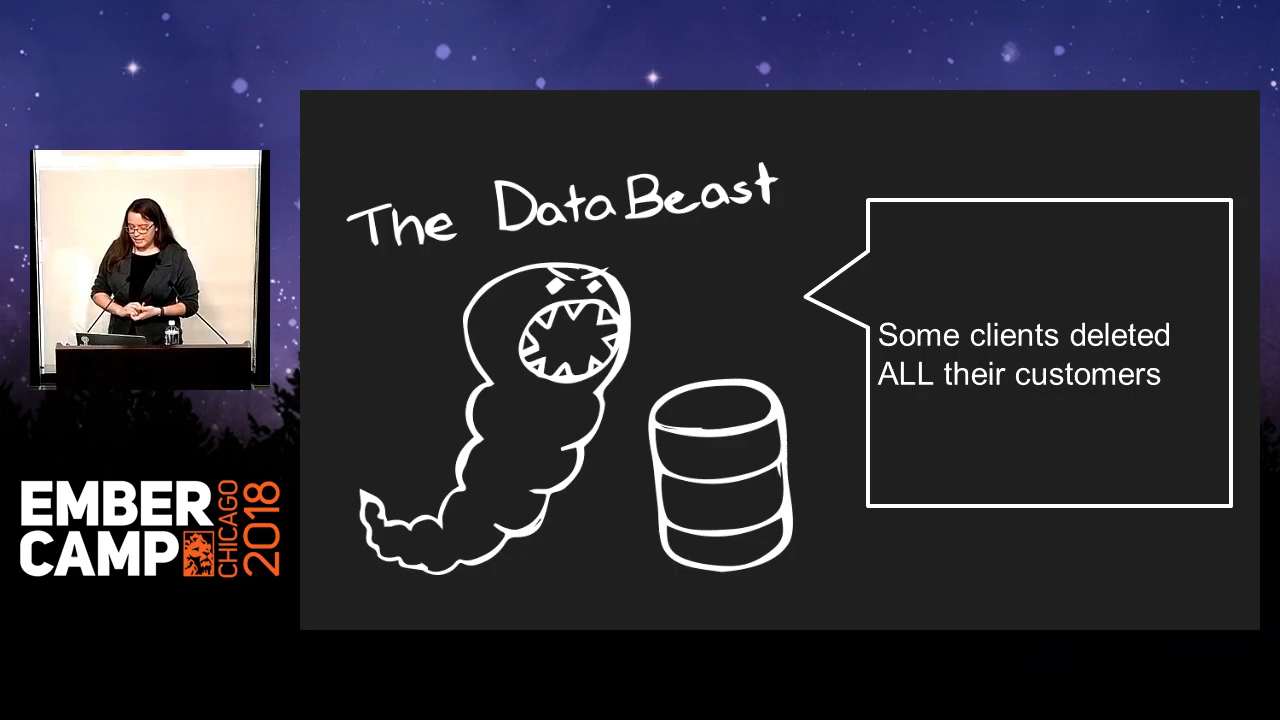 The DataBeast
Some clients deleted
ALL their customers
EMBER
CAMP
CHICAGO
2018